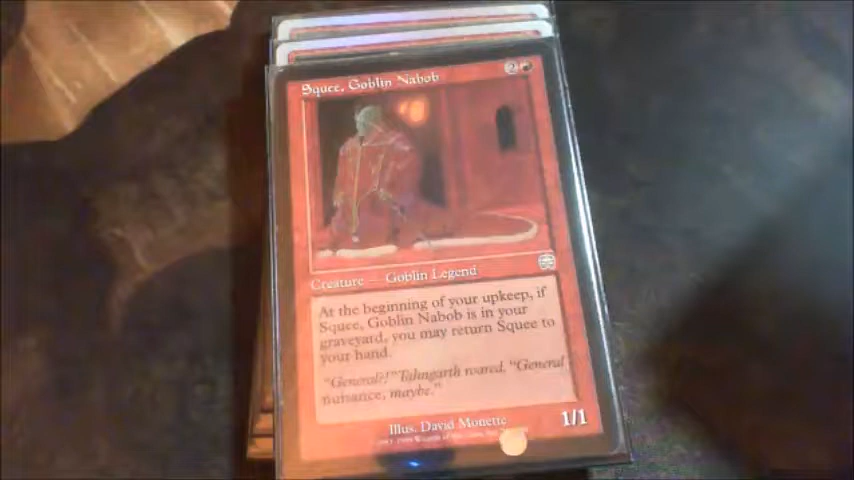 Squee, Goblin Nabob
2
Creature — Goblin Legend
At the beginning of your upkeep, if
Squee, Goblin Nabob is in your
graveyard, you may return Squee to
your hand.
"General?!" Tahngarth roared. "General
nuisance, maybe."
Illus. David Monette
1/1